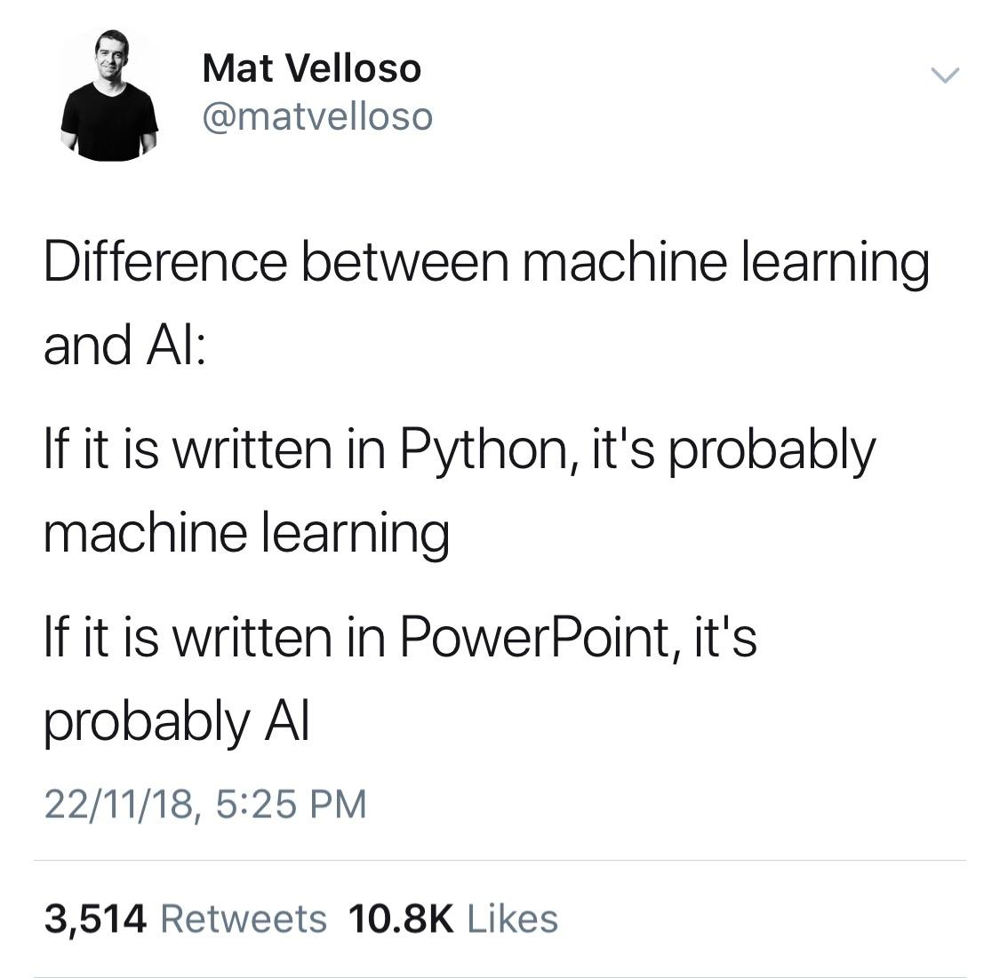 Mat Velloso
@matvelloso
Difference between machine learning
and AI:
If it is written in Python, it's probably
machine learning
If it is written in PowerPoint, it's
probably AI
22/11/18, 5:25 PM
3,514 Retweets 10.8K Likes